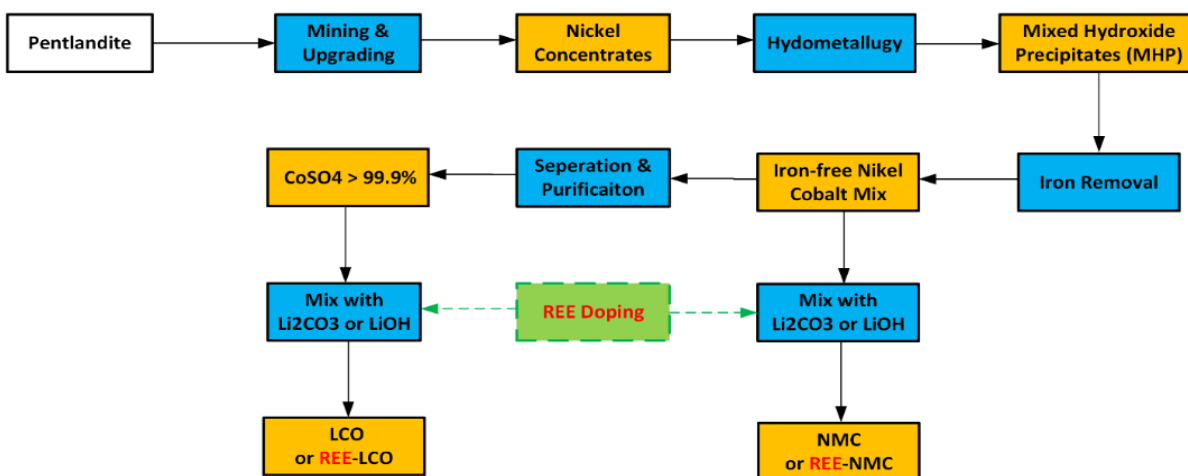 Pentlandite
Mining &
Upgrading
Nickel
Concentrates
Hydometallugy
Mixed Hydroxide
Precipitates (MHP)
CoSO4 > 99.9%
Seperation &
Purificaiton
Iron-free Nikel
Cobalt Mix
Iron Removal
Mix with
Li2CO3 or LiOH
REE Doping
Mix with
Li2CO3 or LiOH
LCO
or REE-LCO
NMC
or REE-NMC